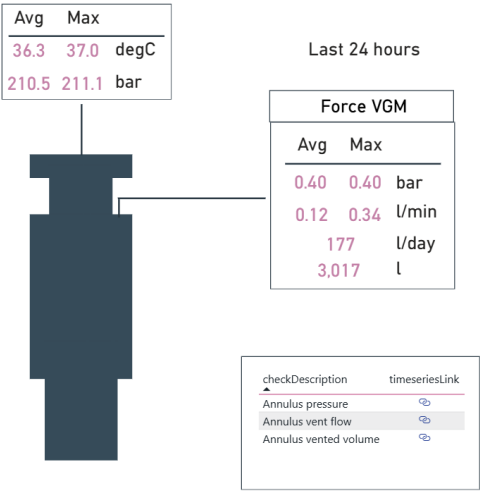 Avg Max
36.3 37.0 degC
210.5 211.1 bar
Last 24 hours
Force VGM
Avg Max
0.40 0.40 bar
0.12 0.34 l/min
177 l/day
3,017 l
checkDescription timeseriesLink
Annulus pressure
Annulus vent flow
Annulus vented volume